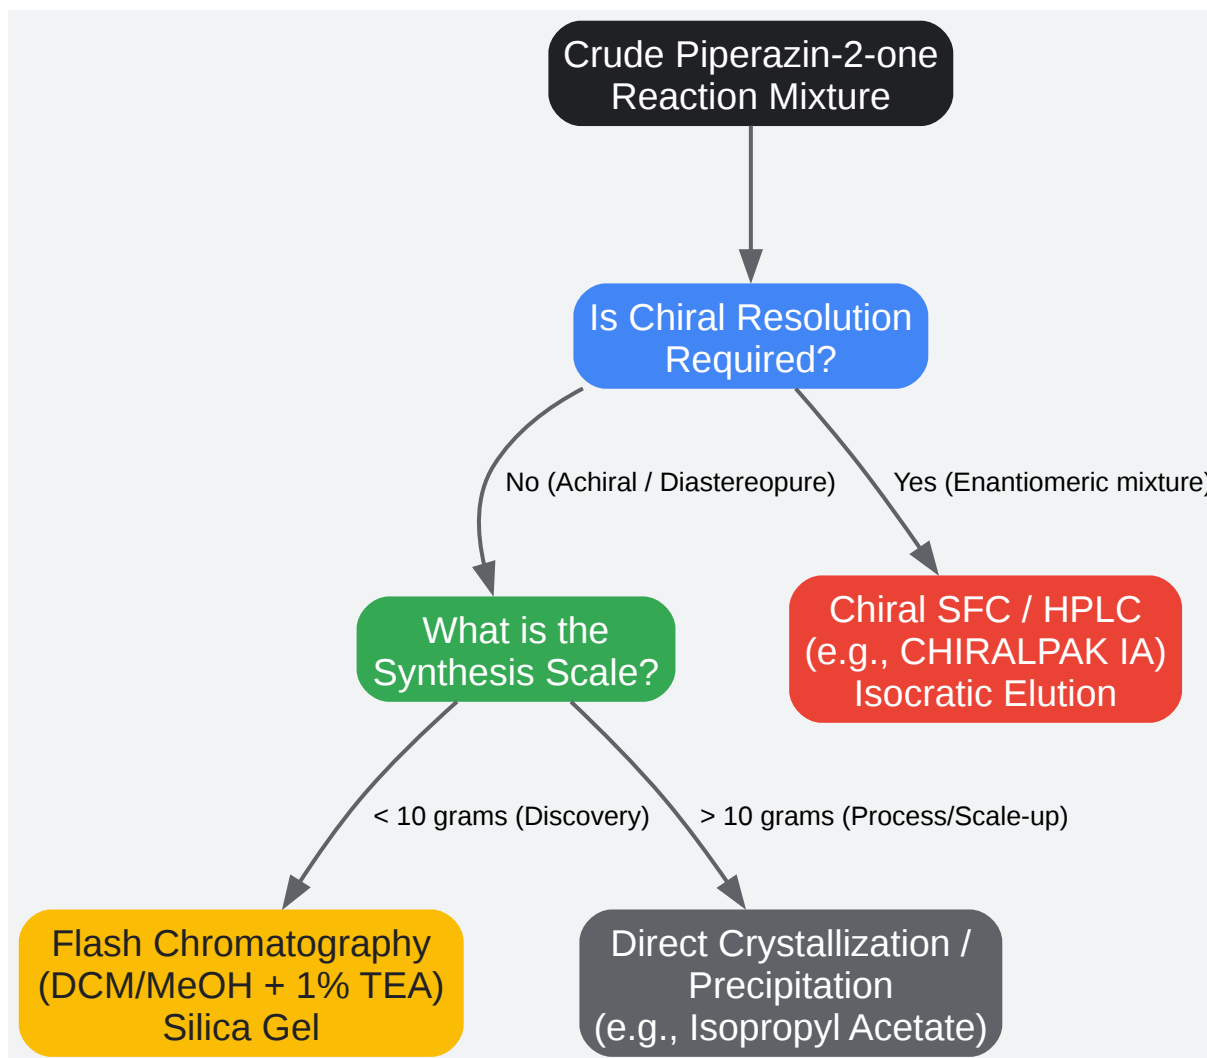 Crude Piperazin-2-one
Reaction Mixture
Is Chiral Resolution
Required?
No (Achiral / Diastereopure)
Yes (Enantiomeric mixture)
What is the
Synthesis Scale?
Chiral SFC / HPLC
(e.g., CHIRALPAK IA)
Isocratic Elution
< 10 grams (Discovery)
> 10 grams (Process/Scale-up)
Flash Chromatography
(DCM/MeOH + 1% TEA)
Silica Gel
Direct Crystallization /
Precipitation
(e.g., Isopropyl Acetate)